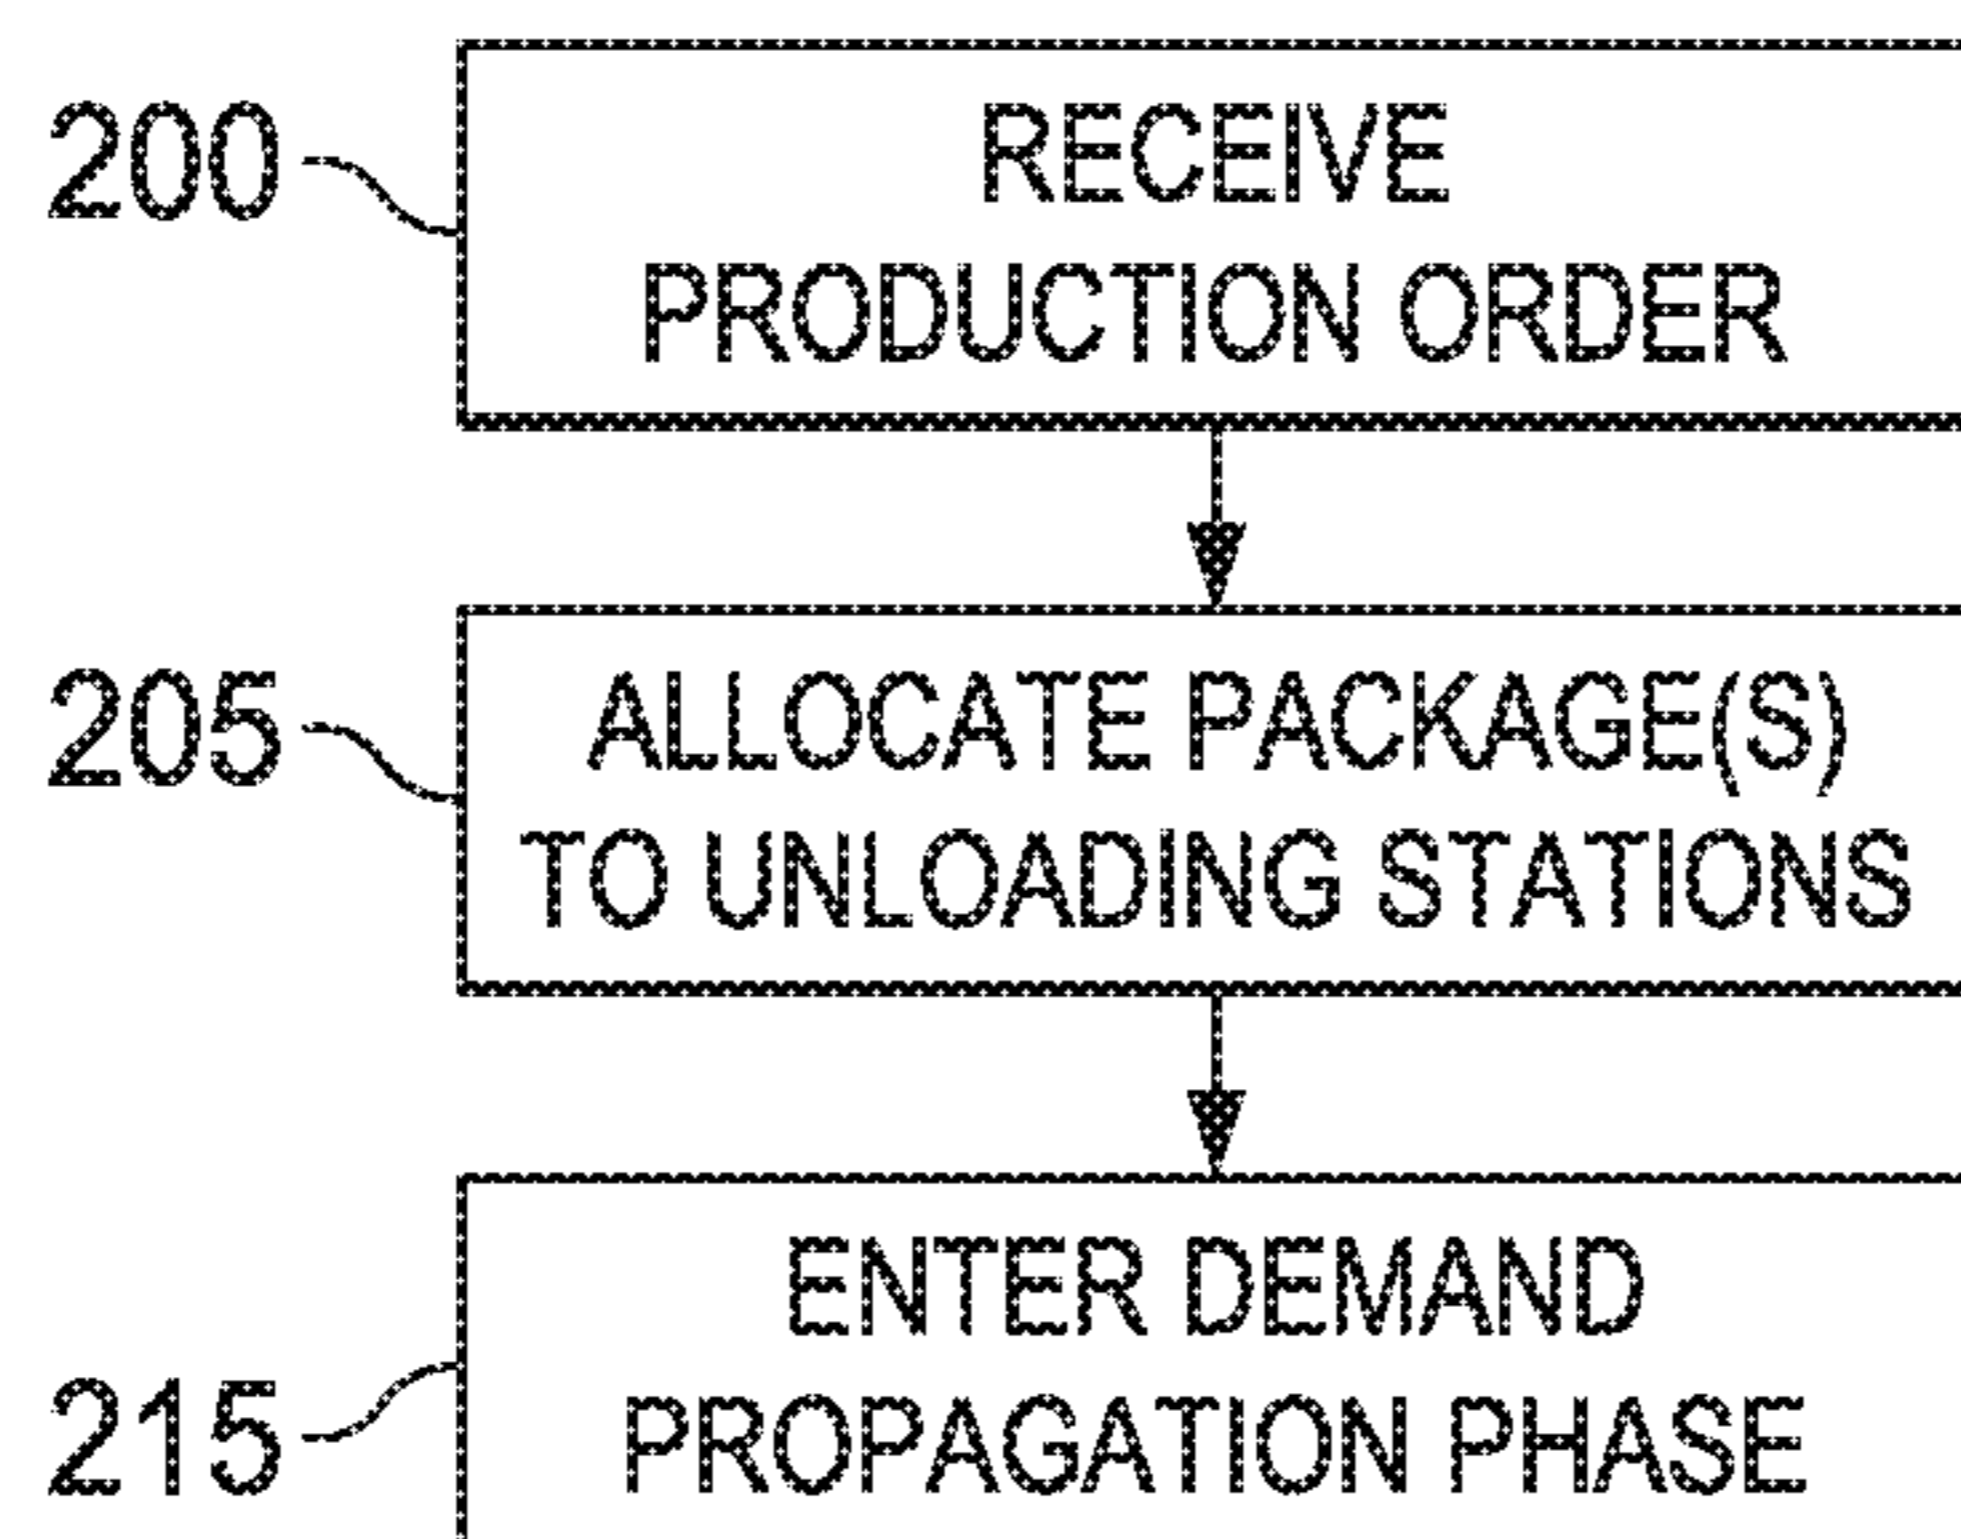 200
RECEIVE
PRODUCTION ORDER
205
ALLOCATE PACKAGE(S)
TO UNLOADING STATIONS
215
ENTER DEMAND
PROPAGATION PHASE